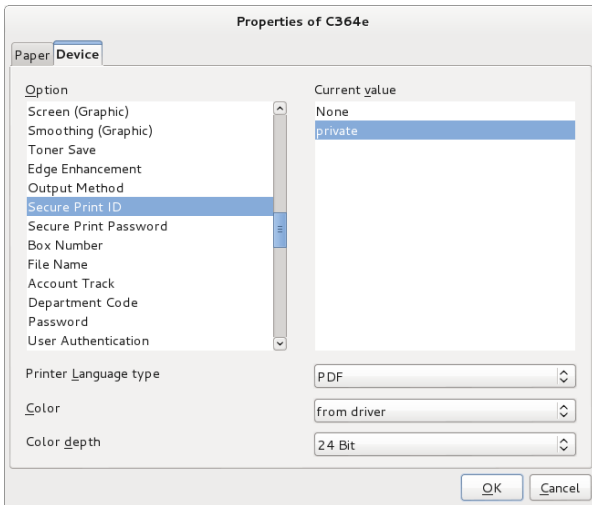 Properties of C364e
Paper Device
Option
Screen (Graphic)
Smoothing (Graphic)
Toner Save
Edge Enhancement
Output Method
Secure Print ID
Secure Print Password
Box Number
File Name
Account Track
Department Code
Password
User Authentication
Current value
None
private
Printer Language type
PDF
Color
from driver
Color depth
24 Bit
OK Cancel